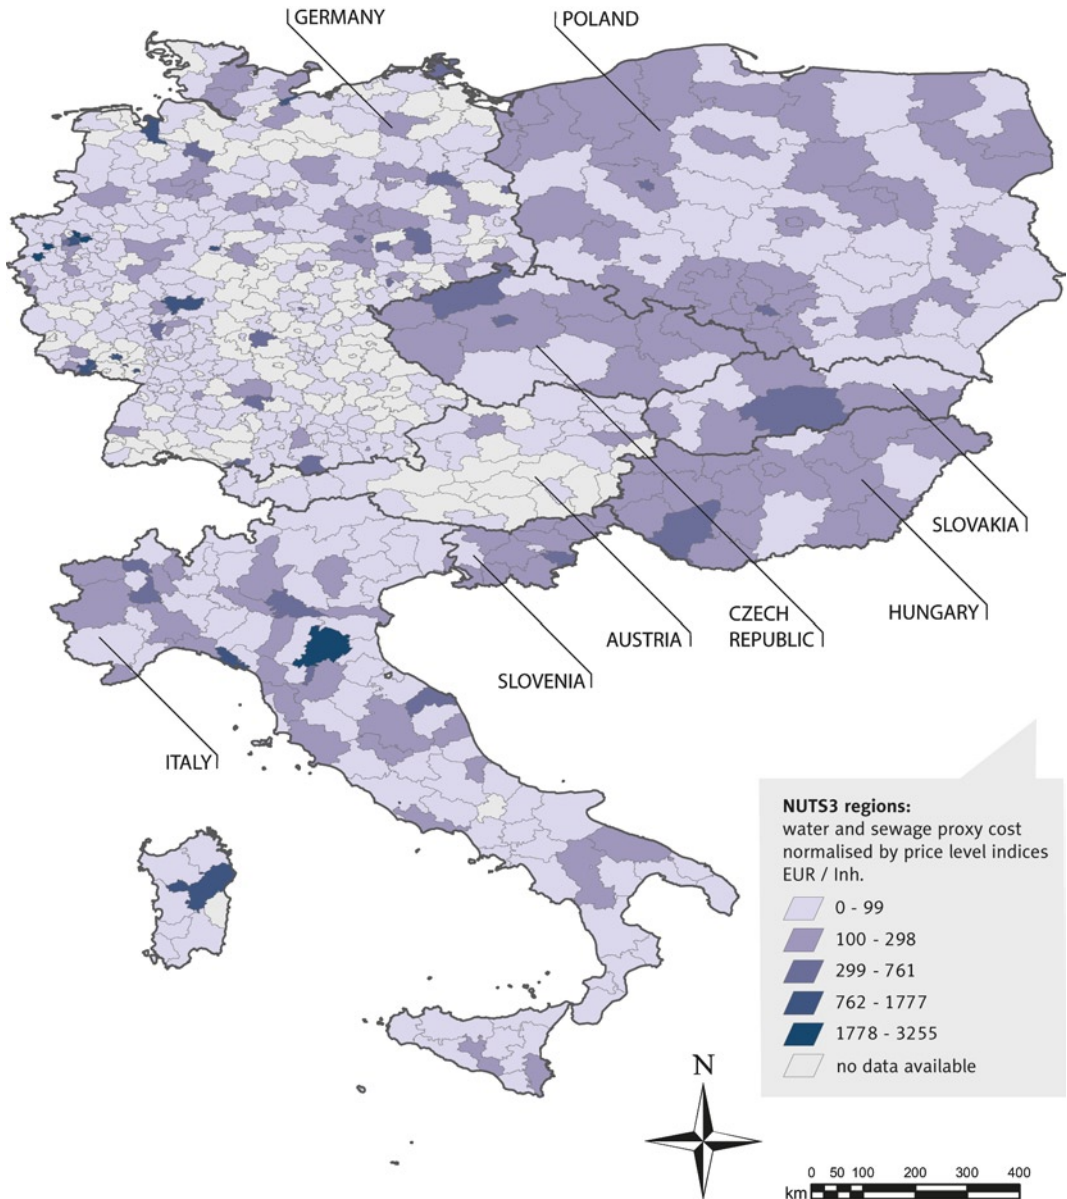 GERMANY
POLAND
SLOVAKIA
HUNGARY
CZECH
REPUBLIC
AUSTRIA
SLOVENIA
ITALY
NUTS3 regions:
water and sewage proxy cost
normalised by price level indices
EUR / Inh.
0 - 99
100 - 298
299 - 761
762 - 1777
1778 - 3255
no data available
N
0 50 100 200 300 400
km